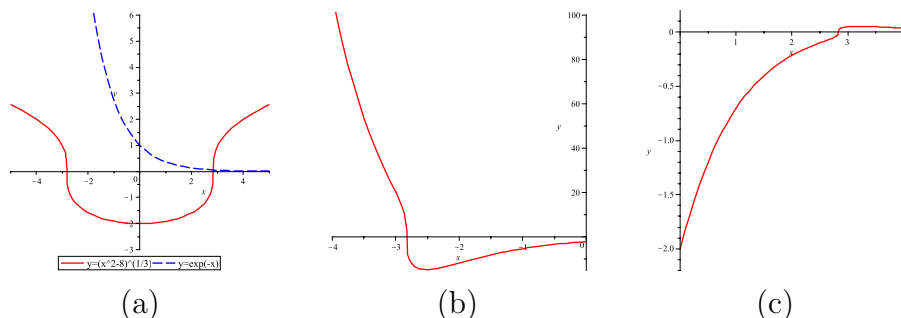 6
5
4
y 3
2
1
−4 −2 0 2 4
x
−1
−2
−3
y=(x^2-8)^(1/3) y=exp(-x)
(a)
100
80
60
y
40
20
−4 −3 −2 −1 0
x
(b)
0 1 2 3
x
−0.5
−1.0
y
−1.5
−2.0
(c)